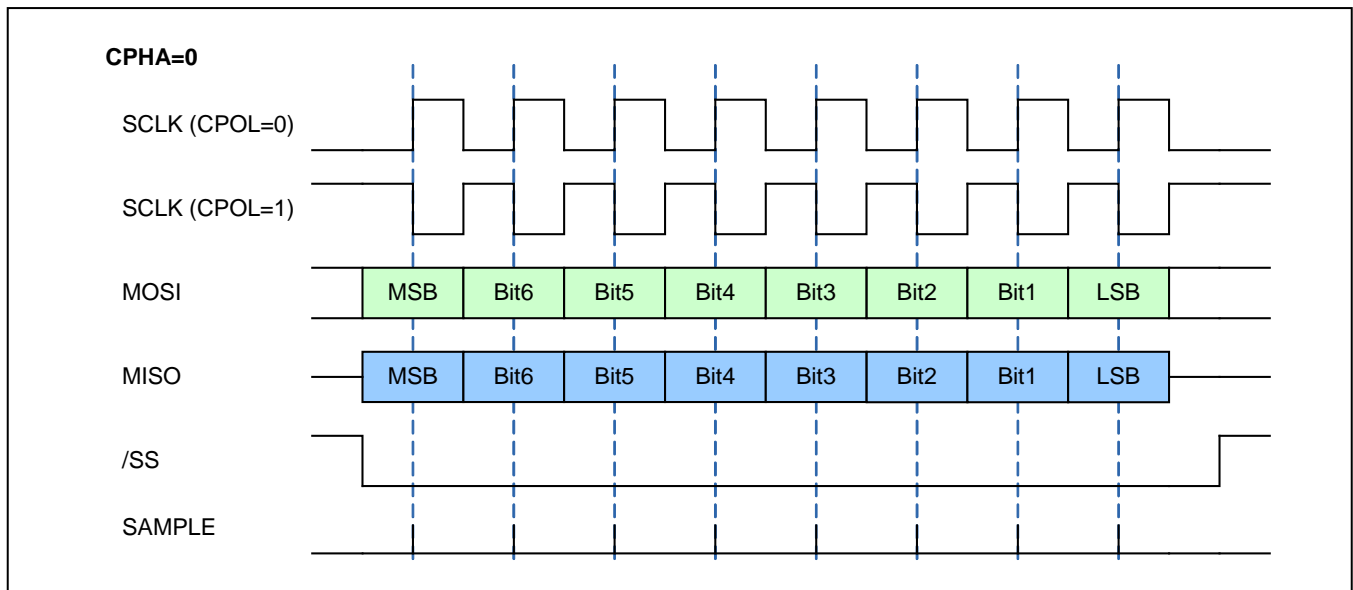 CPHA=0
SCLK (CPOL=0)
SCLK (CPOL=1)
MOSI MSB Bit6 Bit5 Bit4 Bit3 Bit2 Bit1 LSB
MISO MSB Bit6 Bit5 Bit4 Bit3 Bit2 Bit1 LSB
/SS
SAMPLE